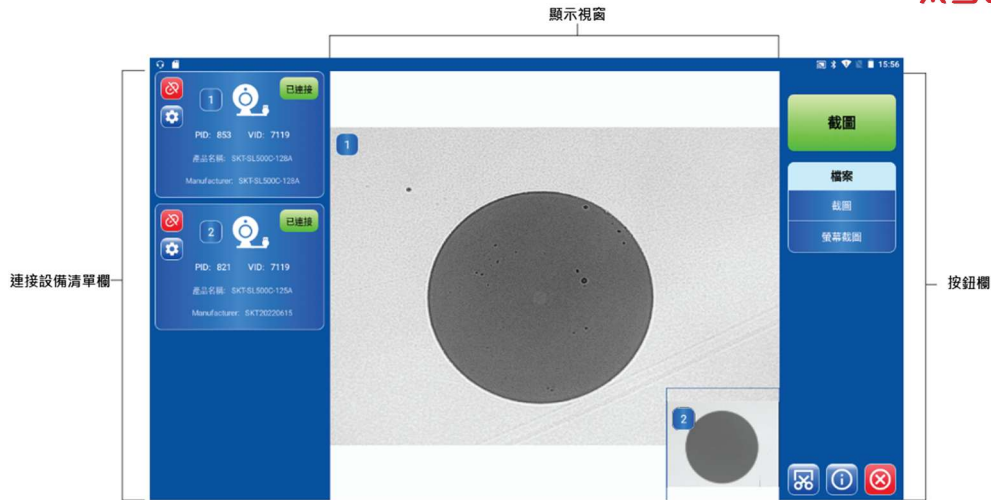 顯示視窗
15:56
1
已連接
PID: 853 VID: 7119
產品名稱: SKT-SL500C-128A
Manufacturer: SKT-SL500C-128A
2
已連接
PID: 821 VID: 7119
產品名稱: SKT-SL500C-125A
Manufacturer: SKT20220615
連接設備清單欄
1
2
截圖
檔案
截圖
螢幕截圖
按鈕欄